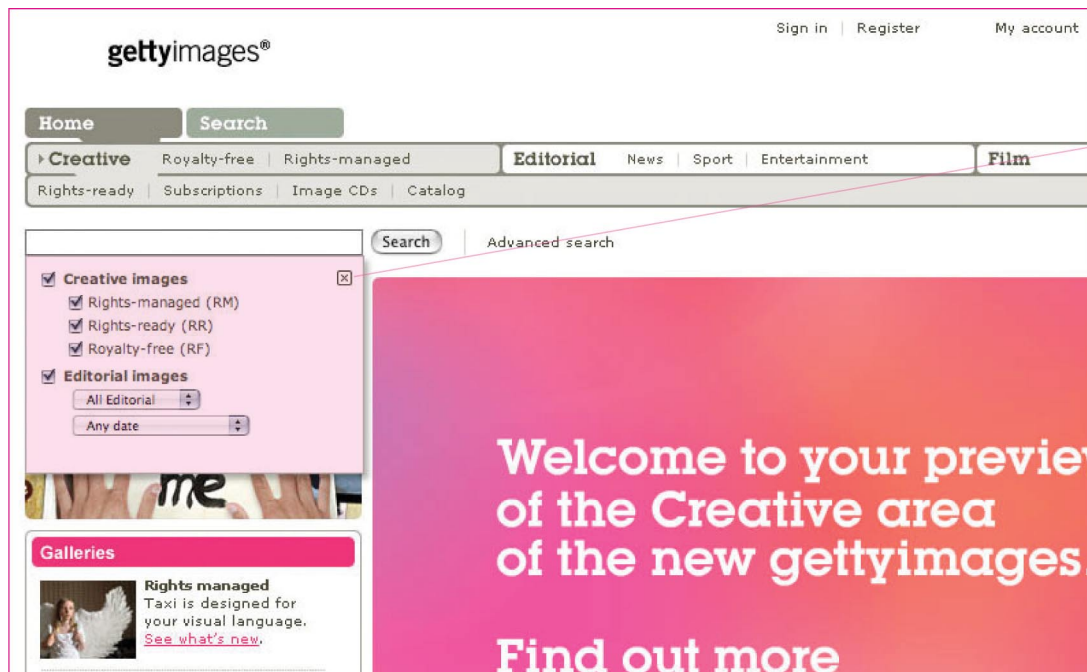 Sign in | Register My account
gettyimages®
Home Search
Creative Royalty-free | Rights-managed Editorial News | Sport | Entertainment Film
Rights-ready | Subscriptions | Image CDs | Catalog
Search Advanced search
Creative images
Rights-managed (RM)
Rights-ready (RR)
Royalty-free (RF)
Editorial images
All Editorial
Any date
me
Welcome to your previe
of the Creative area
of the new gettyimages.
Galleries
Rights managed
Taxi is designed for
your visual language.
See what's new.
Find out more